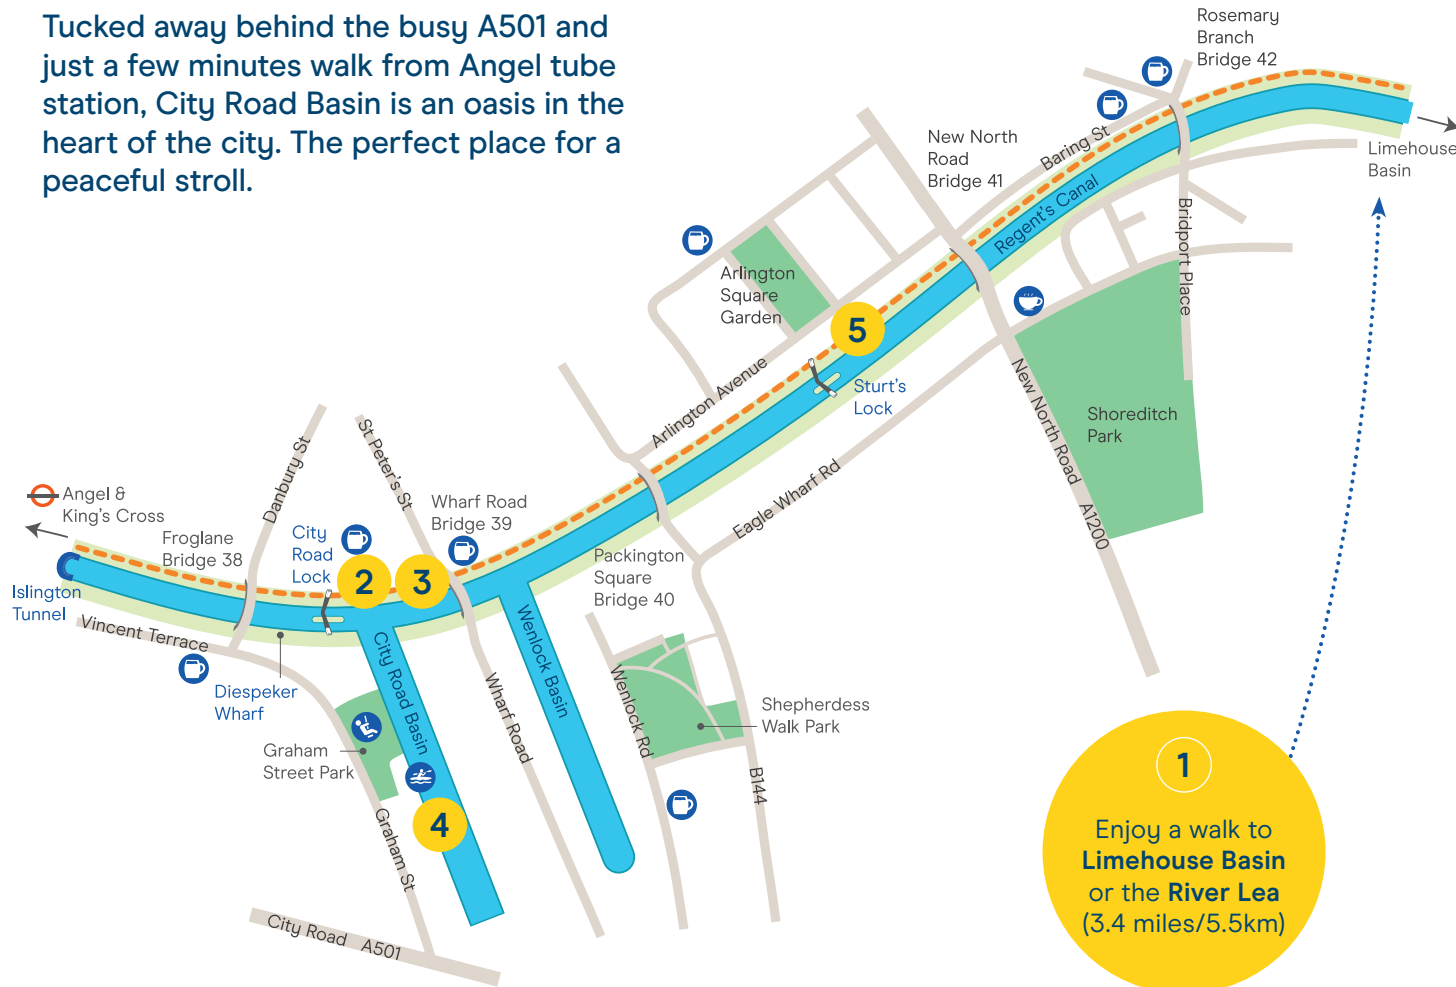 Tucked away behind the busy A501 and
just a few minutes walk from Angel tube
station, City Road Basin is an oasis in the
heart of the city. The perfect place for a
peaceful stroll.
Rosemary
Branch
Bridge 42
New North
Road
Bridge 41
Baring St
Limehouse
Basin
Regent's Canal
Bridport Place
Arlington
Square
Garden
5
Sturt's
Lock
Arlington Avenue
Shoreditch
Park
New North Road A1200
Eagle Wharf Rd
Danbury St
St Peter's St
Angel &
King's Cross
Wharf Road
Bridge 39
Froglane
Bridge 38
City
Road
Lock
2
3
Packington
Square
Bridge 40
Islington
Tunnel
Vincent Terrace
Diespeker
Wharf
City Road Basin
Wenlock Basin
Wharf Road
Wenlock Rd
Shepherdess
Walk Park
B144
Graham
Street Park
4
Graham St
City Road A501
1
Enjoy a walk to
Limehouse Basin
or the River Lea
(3.4 miles/5.5km)